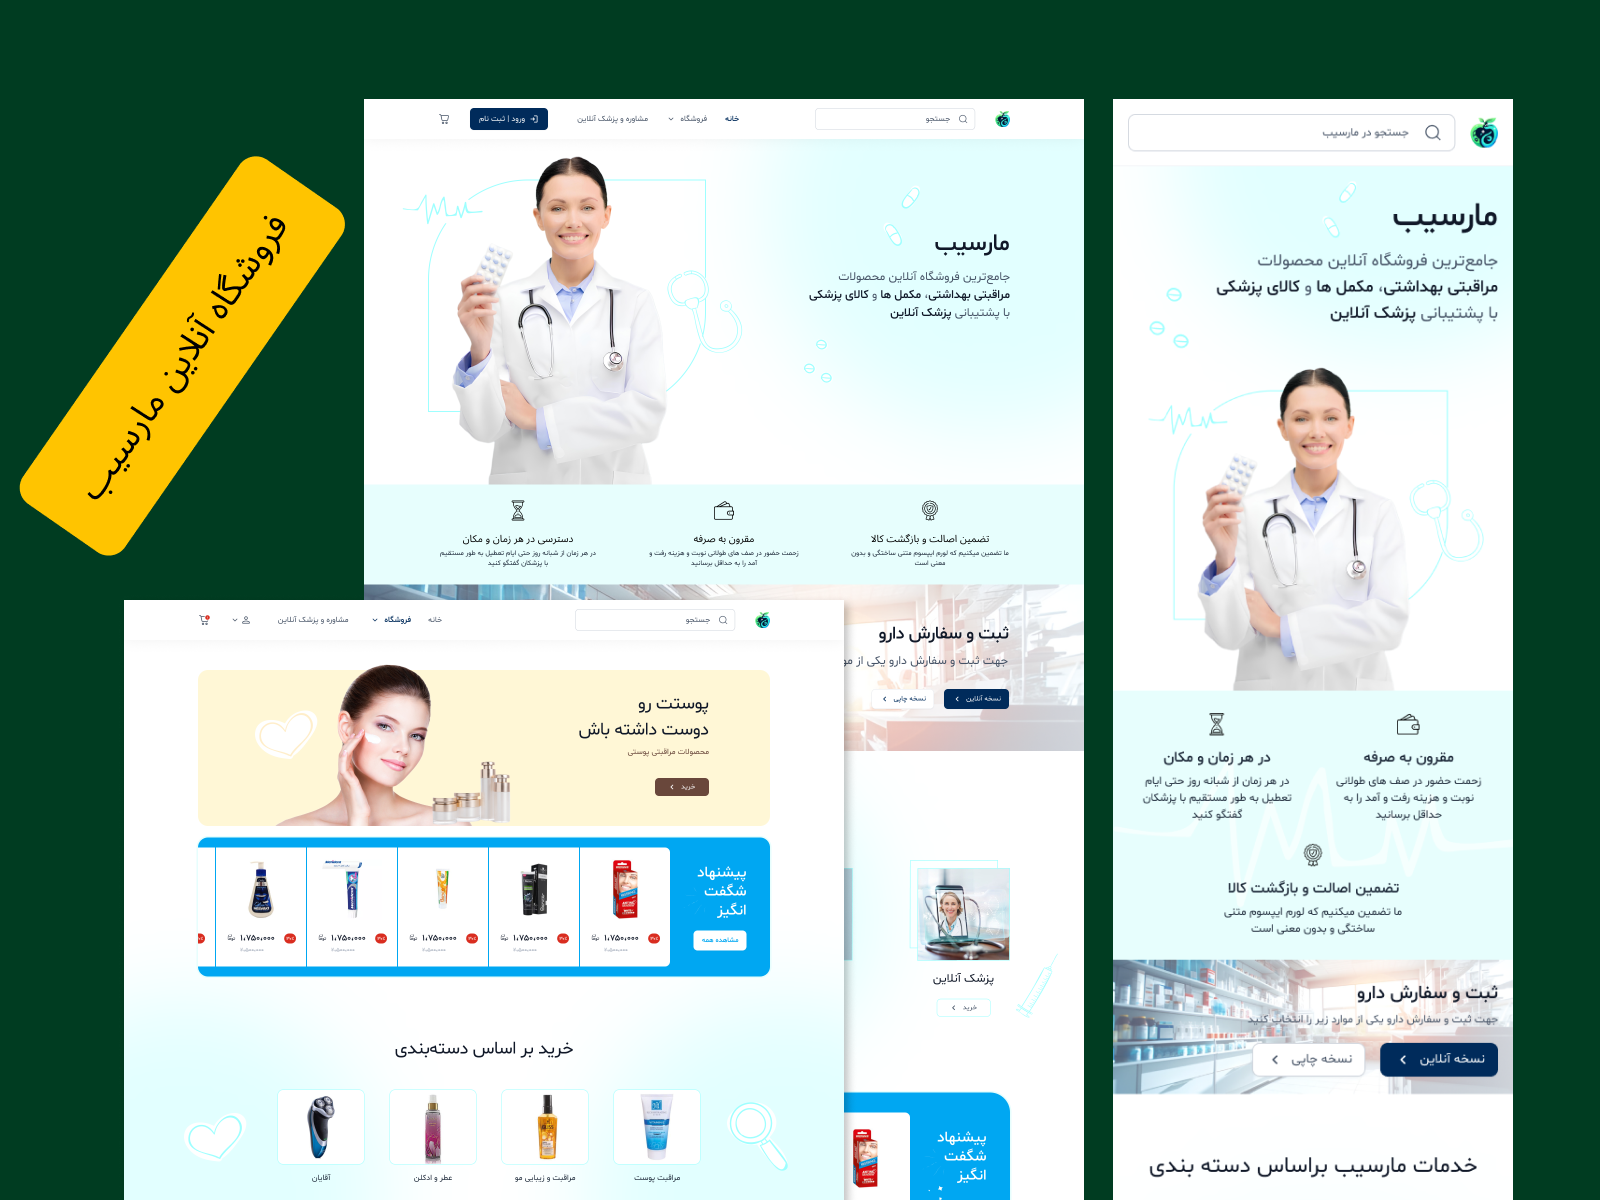 فروشگاه آنلاین مارسیب
جستجو
خانه
فروشگاه
مشاوره و پزشک آنلاین
ورود | ثبت نام
مارسیب
جامع‌ترین فروشگاه آنلاین محصولات
مراقبتی بهداشتی، مکمل ها و کالای پزشکی
با پشتیبانی پزشک آنلاین
تضمین اصالت و بازگشت کالا
ما تضمین میکنیم که لورم ایپسوم متنی ساختگی و بدون
معنی است
مقرون به صرفه
زحمت حضور در صف های طولانی نوبت و هزینه رفت و
آمد را به حداقل برسانید
دسترسی در هر زمان و مکان
در هر زمان از شبانه روز حتی ایام تعطیل به طور مستقیم
با پزشکان گفتگو کنید
ثبت و سفارش دارو
جهت ثبت و سفارش دارو یکی از مو
نسخه آنلاین
نسخه چاپی
پزشک آنلاین
خرید
پیشنهاد
شگفت
انگیز
جستجو
خانه
فروشگاه
مشاوره و پزشک آنلاین
پوستت رو
دوست داشته باش
محصولات مراقبتی پوستی
خرید
پیشنهاد
شگفت
انگیز
مشاهده همه
۱،۷۵۰،۰۰۰
۱،۷۵۰،۰۰۰
۱،۷۵۰،۰۰۰
۱،۷۵۰،۰۰۰
۱،۷۵۰،۰۰۰
خرید بر اساس دسته‌بندی
مراقبت پوست
مراقبت و زیبایی مو
عطر و ادکلن
آقایان
جستجو در مارسیب
مارسیب
جامع‌ترین فروشگاه آنلاین محصولات
مراقبتی بهداشتی، مکمل ها و کالای پزشکی
با پشتیبانی پزشک آنلاین
مقرون به صرفه
زحمت حضور در صف های طولانی
نوبت و هزینه رفت و آمد را به
حداقل برسانید
در هر زمان و مکان
در هر زمان از شبانه روز حتی ایام
تعطیل به طور مستقیم با پزشکان
گفتگو کنید
تضمین اصالت و بازگشت کالا
ما تضمین میکنیم که لورم ایپسوم متنی
ساختگی و بدون معنی است
ثبت و سفارش دارو
جهت ثبت و سفارش دارو یکی از موارد زیر را انتخاب کنید
نسخه آنلاین
نسخه چاپی
خدمات مارسیب براساس دسته بندی